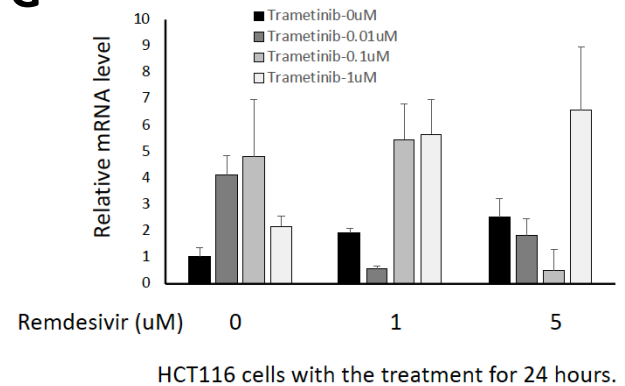 Trametinib-0uM
Trametinib-0.01uM
Trametinib-0.1uM
Trametinib-1uM
Relative mRNA level
10
9
8
7
6
5
4
3
2
1
0
Remdesivir (uM) 0 1 5
HCT116 cells with the treatment for 24 hours.